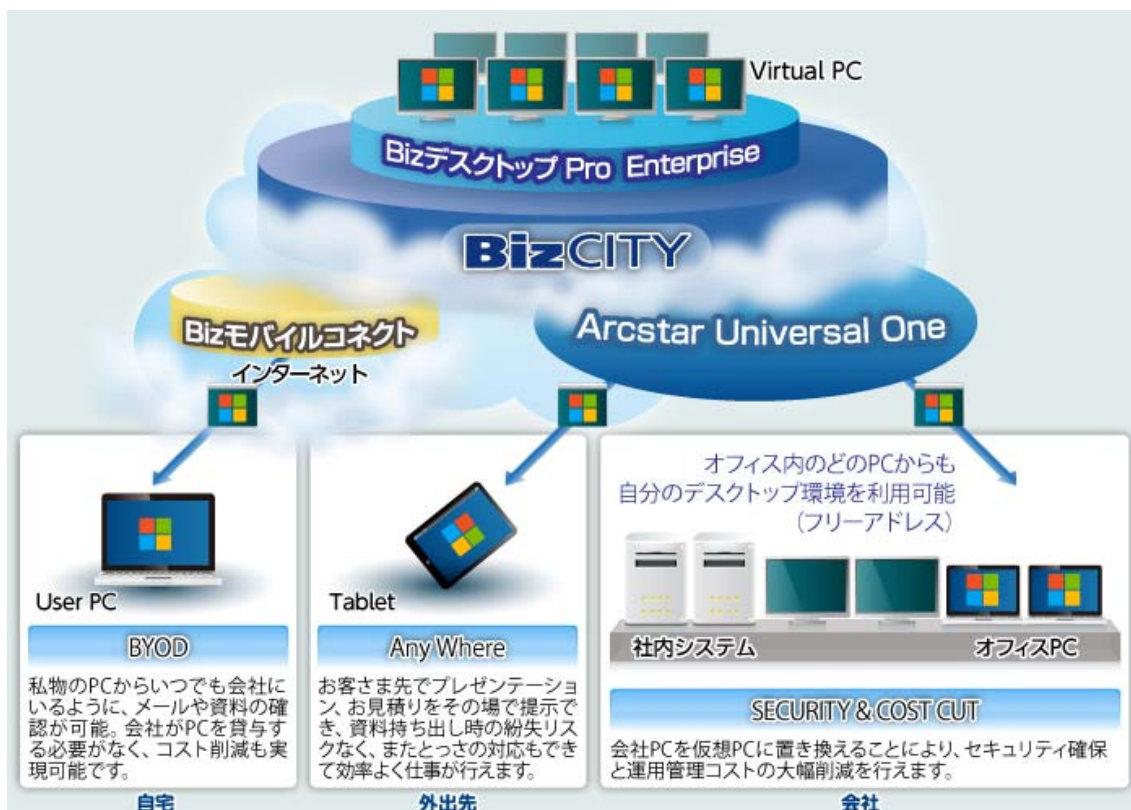 Virtual PC
Bizデスクトップ Pro Enterprise
BizCITY
Bizモバイルコネクト
インターネット
Arcstar Universal One
User PC
BYOD
私物のPCからいつでも会社に
いるように、メールや資料の確
認が可能。会社がPCを貸与す
る必要がなく、コスト削減も実
現可能です。
自宅
Tablet
Any Where
お客さま先でプレゼンテーショ
ン、お見積りをその場で提示で
き、資料持ち出し時の紛失リス
クなく、またとっさの対応もでき
て効率よく仕事が行えます。
外出先
オフィス内のどのPCからも
自分のデスクトップ環境を利用可能
(フリーアドレス)
社内システム
オフィスPC
SECURITY & COST CUT
会社PCを仮想PCに置き換えることにより、セキュリティ確保
と運用管理コストの大幅削減を行えます。
会社